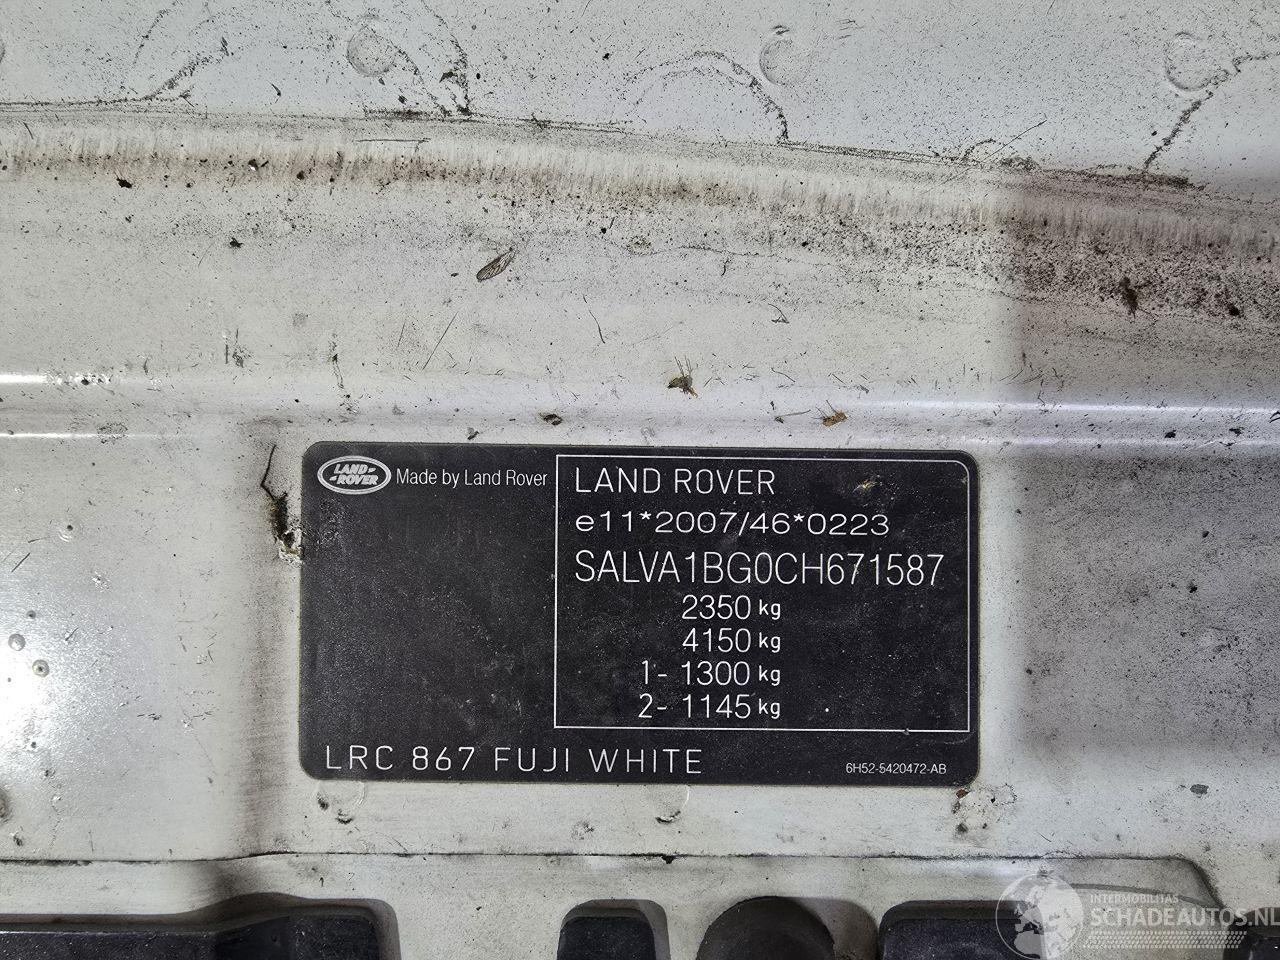 LAND-
-ROVER
Made by Land Rover
LAND ROVER
e11*2007/46*0223
SALVA1BG0CH671587
2350 kg
4150 kg
1- 1300 kg
2- 1145 kg
LRC 867 FUJI WHITE
6H52-5420472-AB
INTERMOBILITAS
SCHADEAUTOS.NL